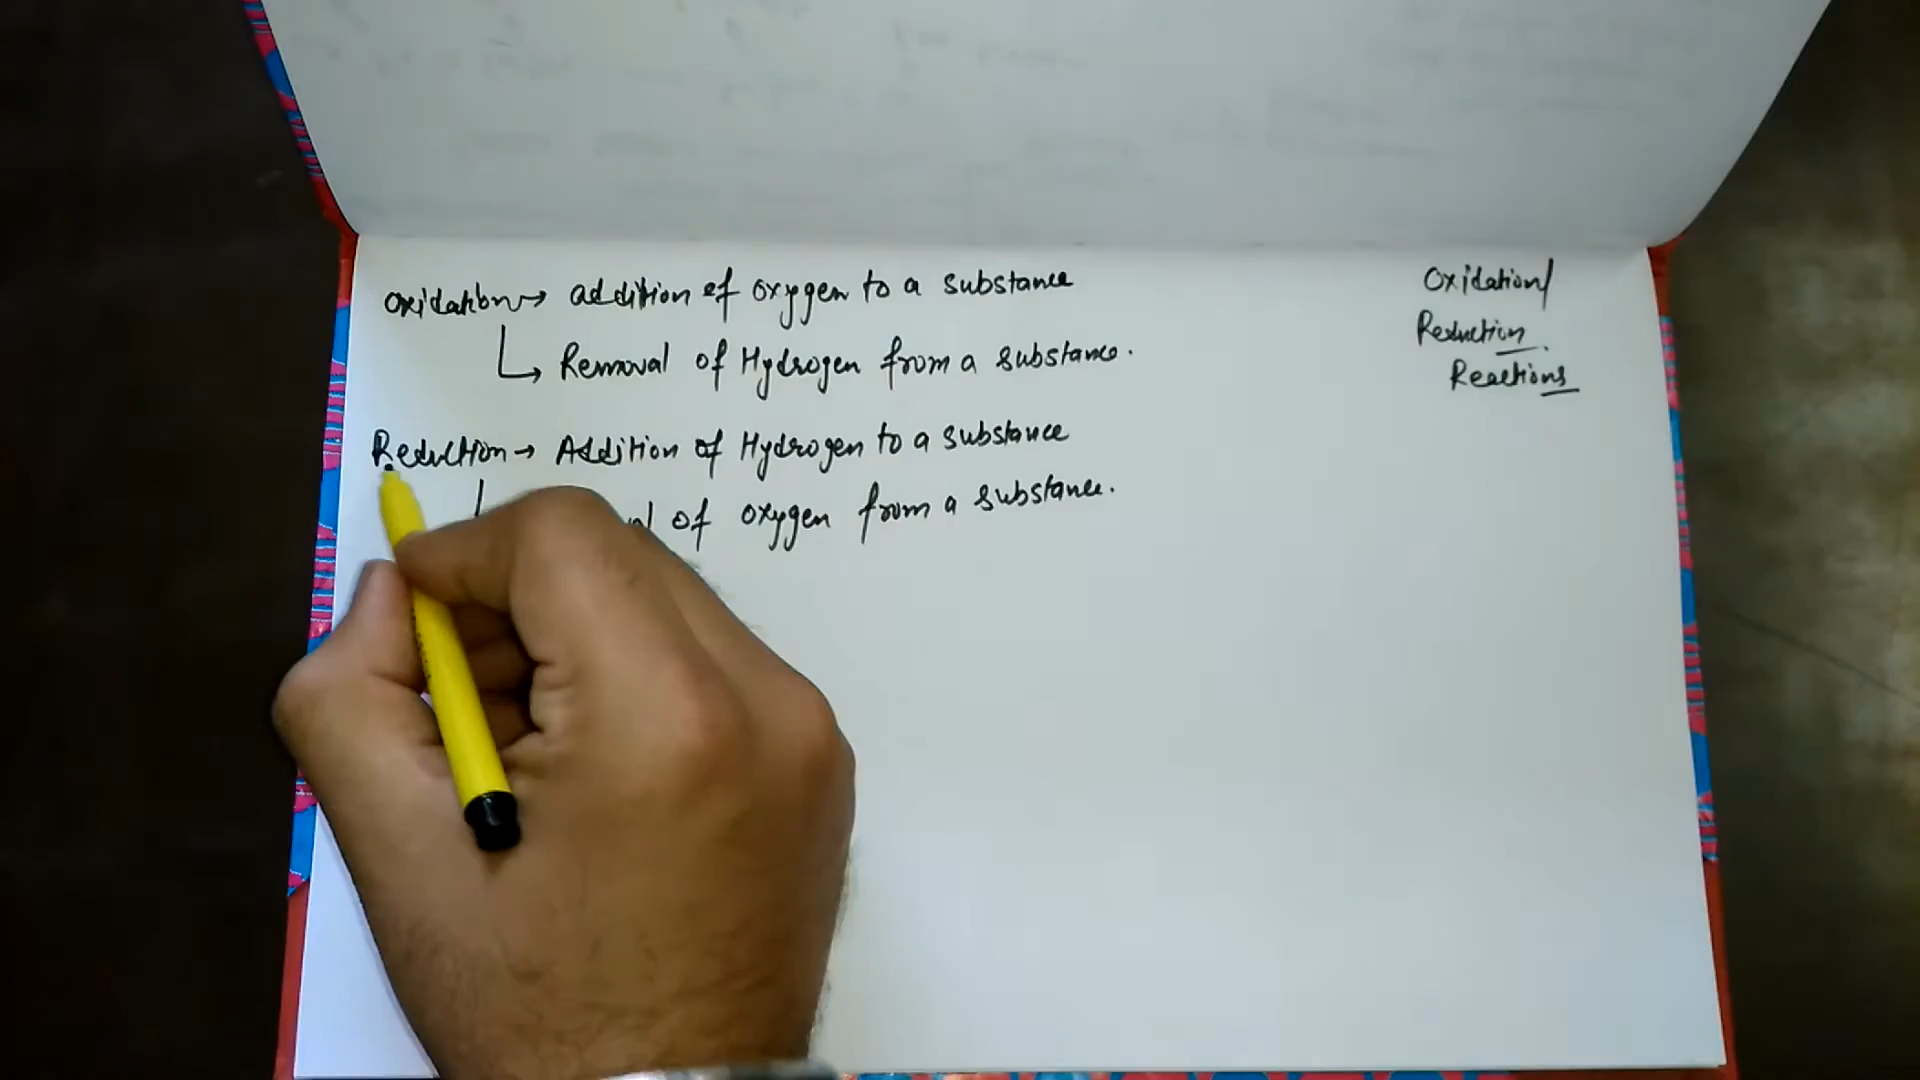 Oxidation → addition of oxygen to a substance
↳ Removal of Hydrogen from a substance.
Reduction → Addition of Hydrogen to a substance
of oxygen from a substance.
Oxidation/
Reduction
Reactions